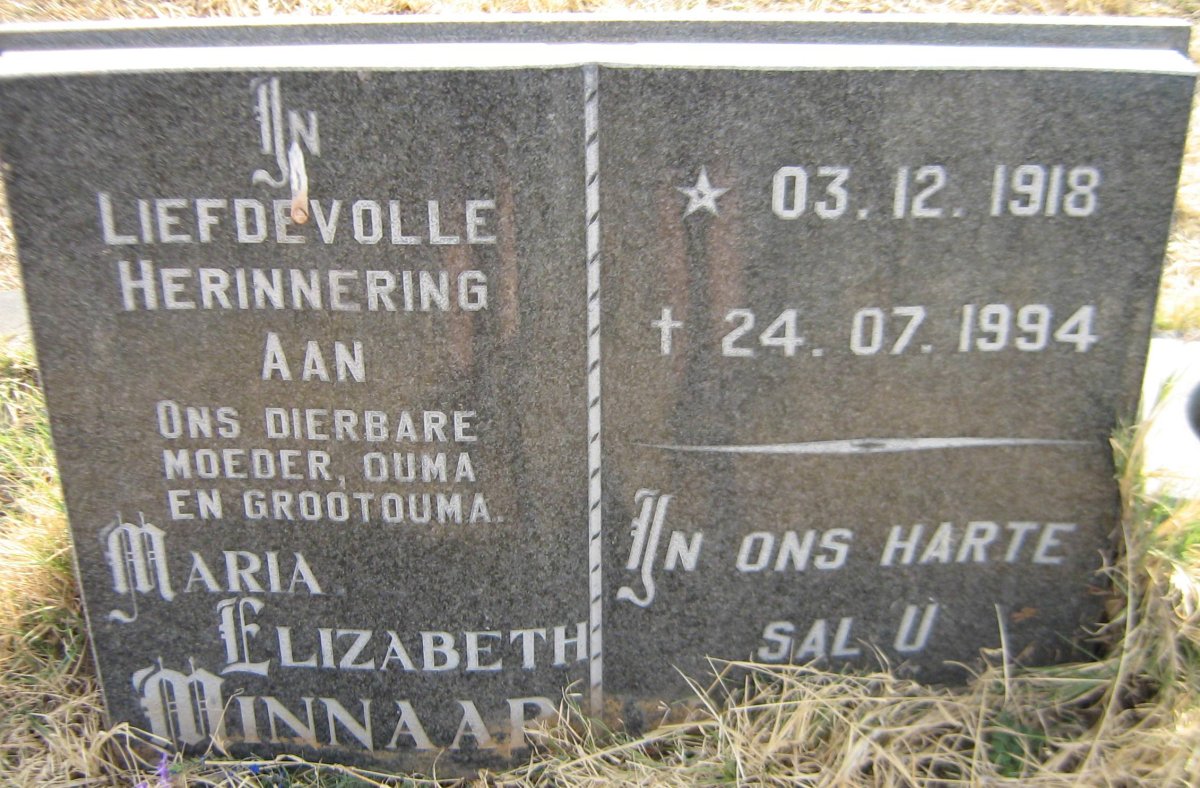 IN
LIEFDEVOLLE
HERINNERING
AAN
ONS DIERBARE
MOEDER, OUMA
EN GROOTOUMA.
MARIA
ELIZABETH
MINNAAR
03. 12. 1918
† 24. 07. 1994
IN ONS HARTE
SAL U